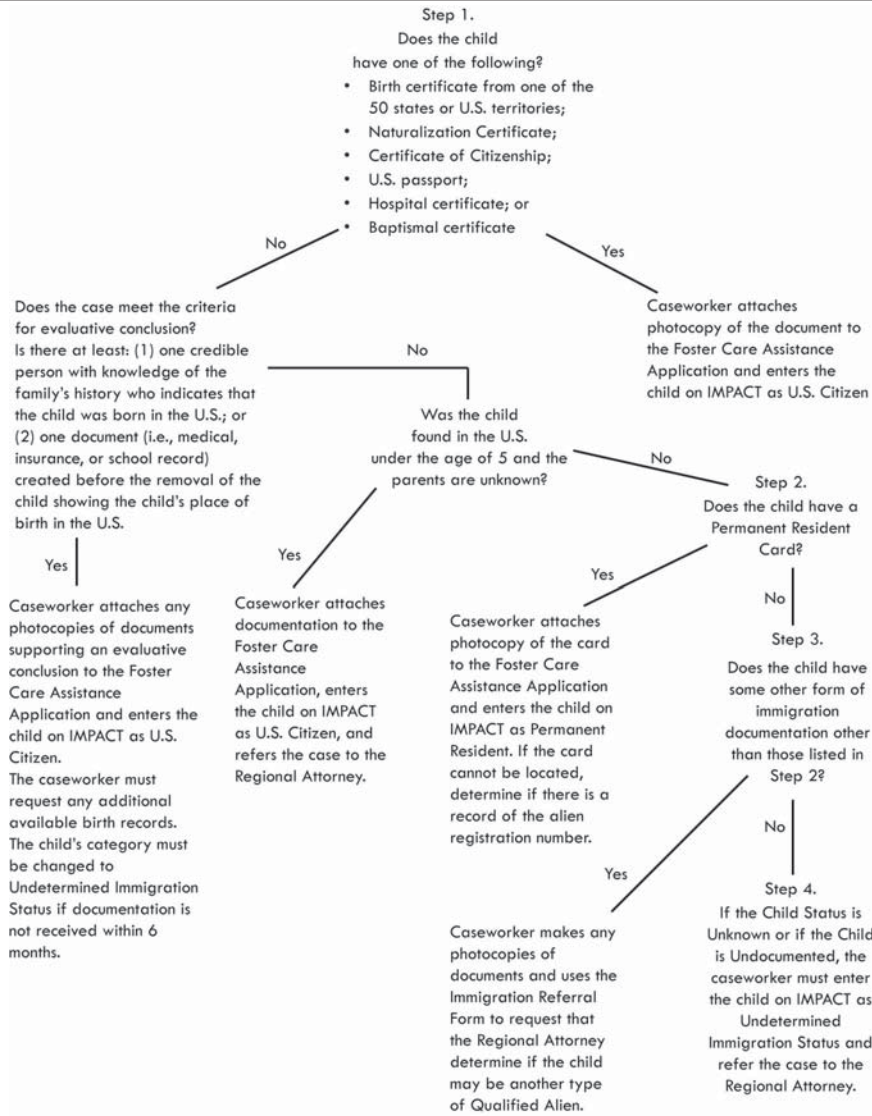 Step 1.
Does the child
have one of the following?
• Birth certificate from one of the
50 states or U.S. territories;
• Naturalization Certificate;
• Certificate of Citizenship;
• U.S. passport;
• Hospital certificate; or
• Baptismal certificate
No
Yes
Does the case meet the criteria
for evaluative conclusion?
Is there at least: (1) one credible
person with knowledge of the
family's history who indicates that
the child was born in the U.S.; or
(2) one document (i.e., medical,
insurance, or school record)
created before the removal of the
child showing the child's place of
birth in the U.S.
Caseworker attaches
photocopy of the document to
the Foster Care Assistance
Application and enters the
child on IMPACT as U.S. Citizen
No
Was the child
found in the U.S.
under the age of 5 and the
parents are unknown?
No
Step 2.
Does the child have a
Permanent Resident
Card?
Yes
Caseworker attaches any
photocopies of documents
supporting an evaluative
conclusion to the Foster
Care Assistance
Application and enters the
child on IMPACT as U.S.
Citizen.
The caseworker must
request any additional
available birth records.
The child's category must
be changed to
Undetermined Immigration
Status if documentation is
not received within 6
months.
Yes
Caseworker attaches
documentation to the
Foster Care
Assistance
Application, enters
the child on IMPACT
as U.S. Citizen, and
refers the case to the
Regional Attorney.
Yes
Caseworker attaches
photocopy of the card
to the Foster Care
Assistance Application
and enters the child on
IMPACT as Permanent
Resident. If the card
cannot be located,
determine if there is a
record of the alien
registration number.
No
Step 3.
Does the child have
some other form of
immigration
documentation other
than those listed in
Step 2?
Yes
Caseworker makes any
photocopies of
documents and uses the
Immigration Referral
Form to request that
the Regional Attorney
determine if the child
may be another type
of Qualified Alien.
No
Step 4.
If the Child Status is
Unknown or if the Child
is Undocumented, the
caseworker must enter
the child on IMPACT as
Undetermined
Immigration Status and
refer the case to the
Regional Attorney.